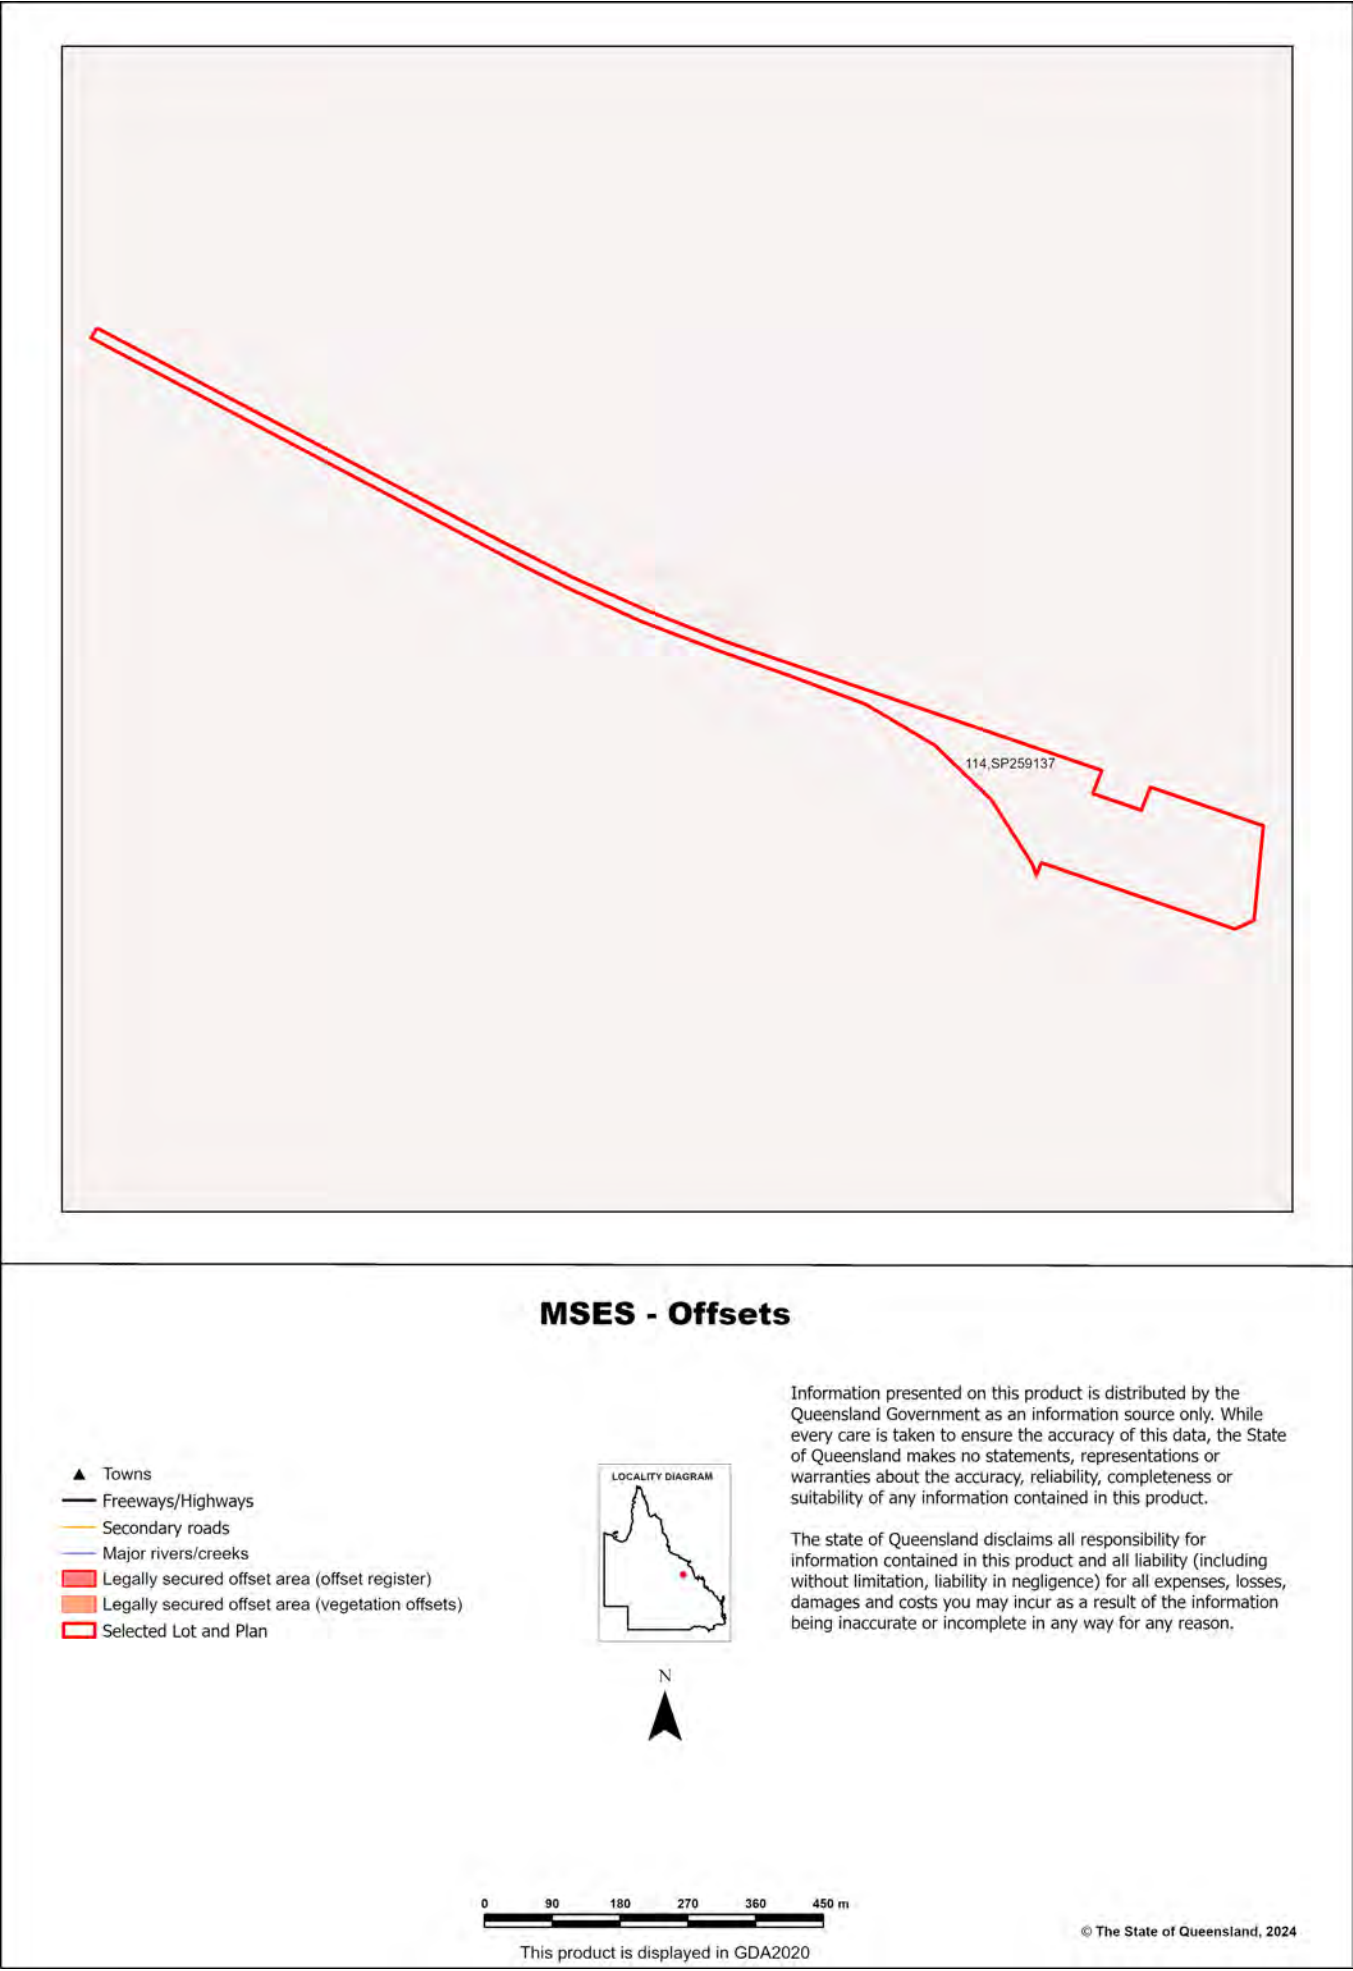 114,SP259137
MSES - Offsets
Towns
Freeways/Highways
Secondary roads
Major rivers/creeks
Legally secured offset area (offset register)
Legally secured offset area (vegetation offsets)
Selected Lot and Plan
LOCALITY DIAGRAM
N
Information presented on this product is distributed by the
Queensland Government as an information source only. While
every care is taken to ensure the accuracy of this data, the State
of Queensland makes no statements, representations or
warranties about the accuracy, reliability, completeness or
suitability of any information contained in this product.
The state of Queensland disclaims all responsibility for
information contained in this product and all liability (including
without limitation, liability in negligence) for all expenses, losses,
damages and costs you may incur as a result of the information
being inaccurate or incomplete in any way for any reason.
0 90 180 270 360 450 m
This product is displayed in GDA2020
© The State of Queensland, 2024